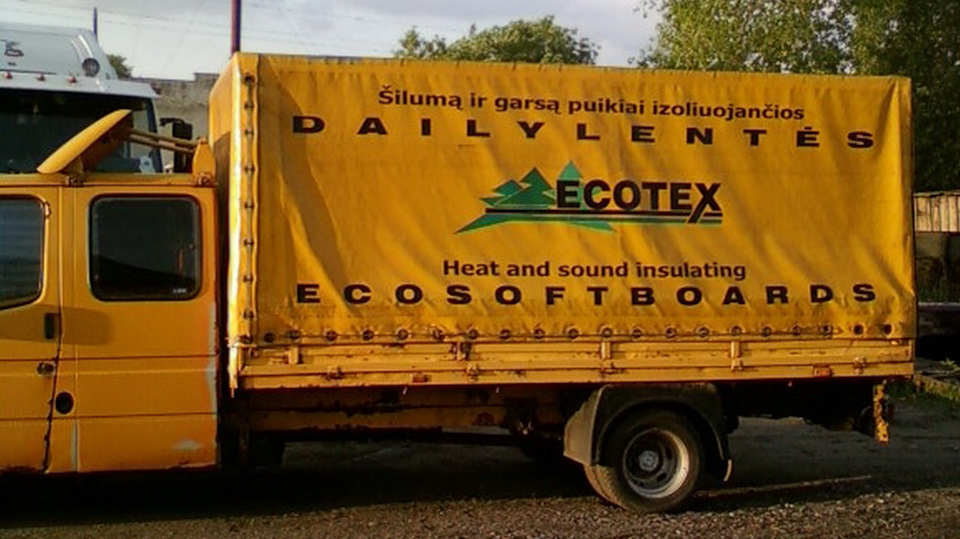 Šilumą ir garsą puikiai izoliuojančios
DAILYLENTĖS
ECOTEX
Heat and sound insulating
ECOSOFTBOARDS